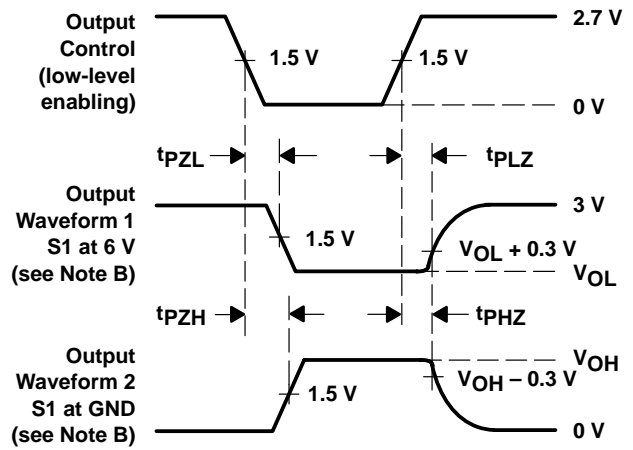 Output
Control
(low-level
enabling)
2.7 V
1.5 V
1.5 V
0 V
tPZL
tPLZ
Output
Waveform 1
S1 at 6 V
(see Note B)
3 V
1.5 V
VOL + 0.3 V
VOL
tPZH
tPHZ
Output
Waveform 2
S1 at GND
(see Note B)
VOH
1.5 V
VOH – 0.3 V
0 V